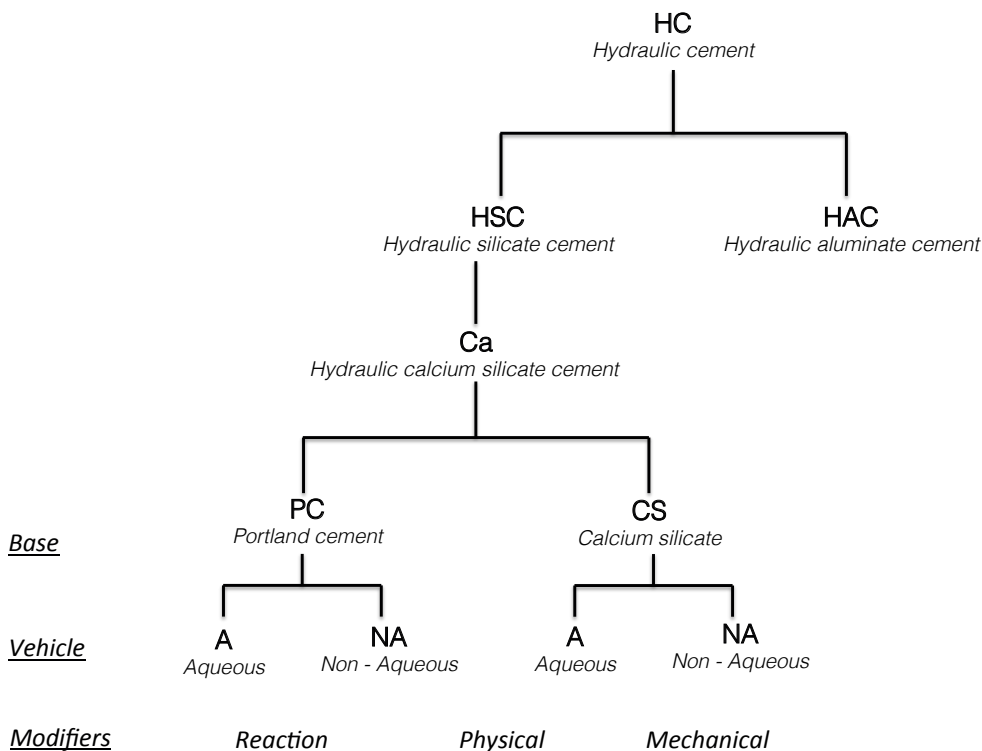 HC
Hydraulic cement
HSC
Hydraulic silicate cement
HAC
Hydraulic aluminate cement
Ca
Hydraulic calcium silicate cement
PC
Portland cement
CS
Calcium silicate
Base
A
Aqueous
NA
Non - Aqueous
A
Aqueous
NA
Non - Aqueous
Vehicle
Modifiers Reaction Physical Mechanical